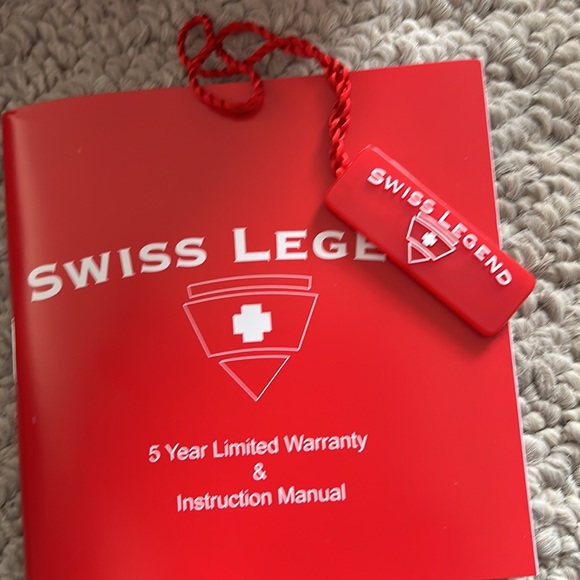 SWISS LEGE
SWISS LEGEND
5 Year Limited Warranty
&
Instruction Manual